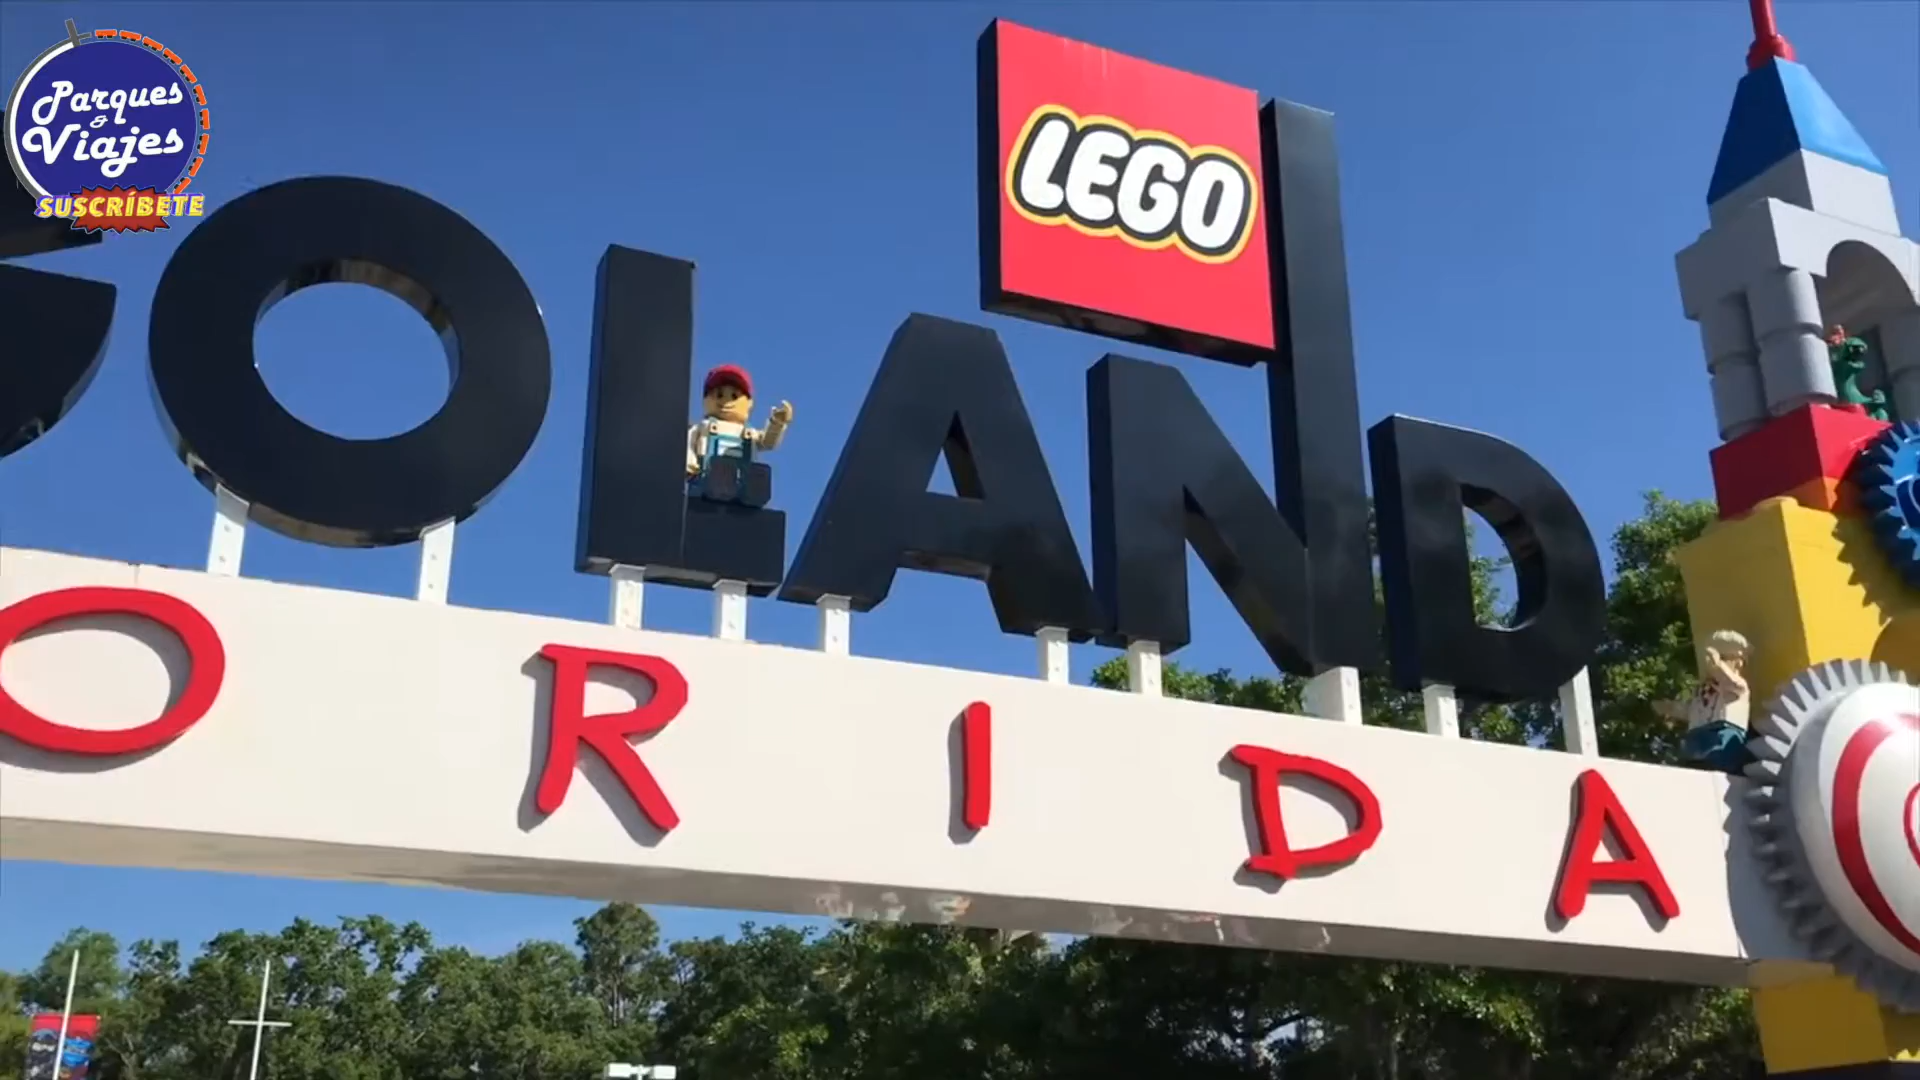 Parques
&
Viajes
SUSCRÍBETE
LEGO
GOLAND
ORIDA